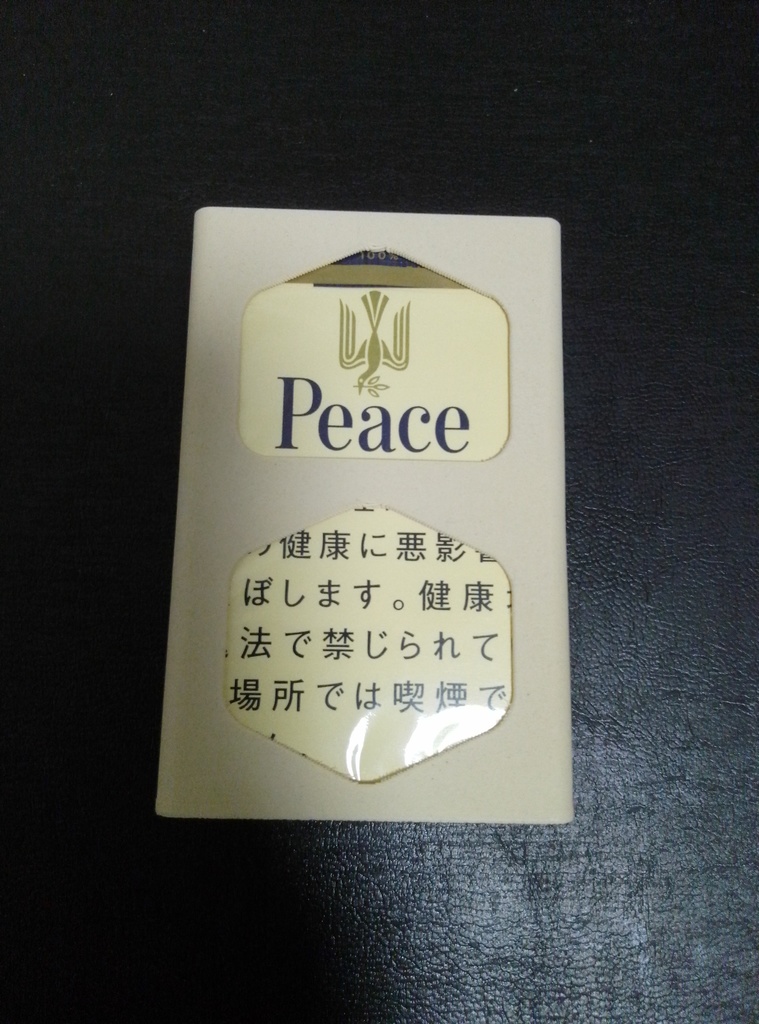 100%
Peace
健康に悪影
ぼします。健康
法で禁じられて
場所では喫煙で